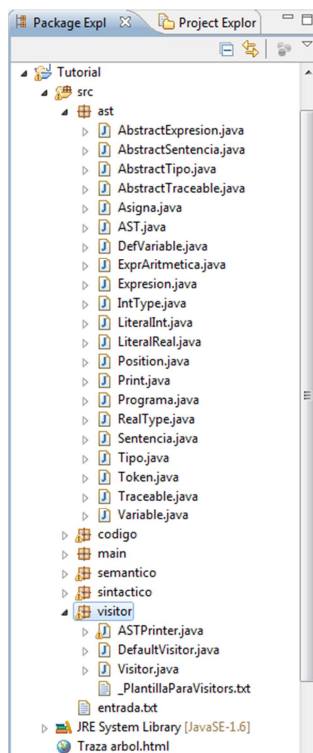 Package Expl
Project Explor
Tutorial
src
ast
AbstractExpresion.java
AbstractSentencia.java
AbstractTipo.java
AbstractTraceable.java
Asigna.java
AST.java
DefVariable.java
ExprAritmetica.java
Expresion.java
IntType.java
LiteralInt.java
LiteralReal.java
Position.java
Print.java
Programa.java
RealType.java
Sentencia.java
Tipo.java
Token.java
Traceable.java
Variable.java
codigo
main
semantico
sintactico
visitor
ASTPrinter.java
DefaultVisitor.java
Visitor.java
_PlantillaParaVisitors.txt
entrada.txt
JRE System Library [JavaSE-1.6]
Traza arbol.html